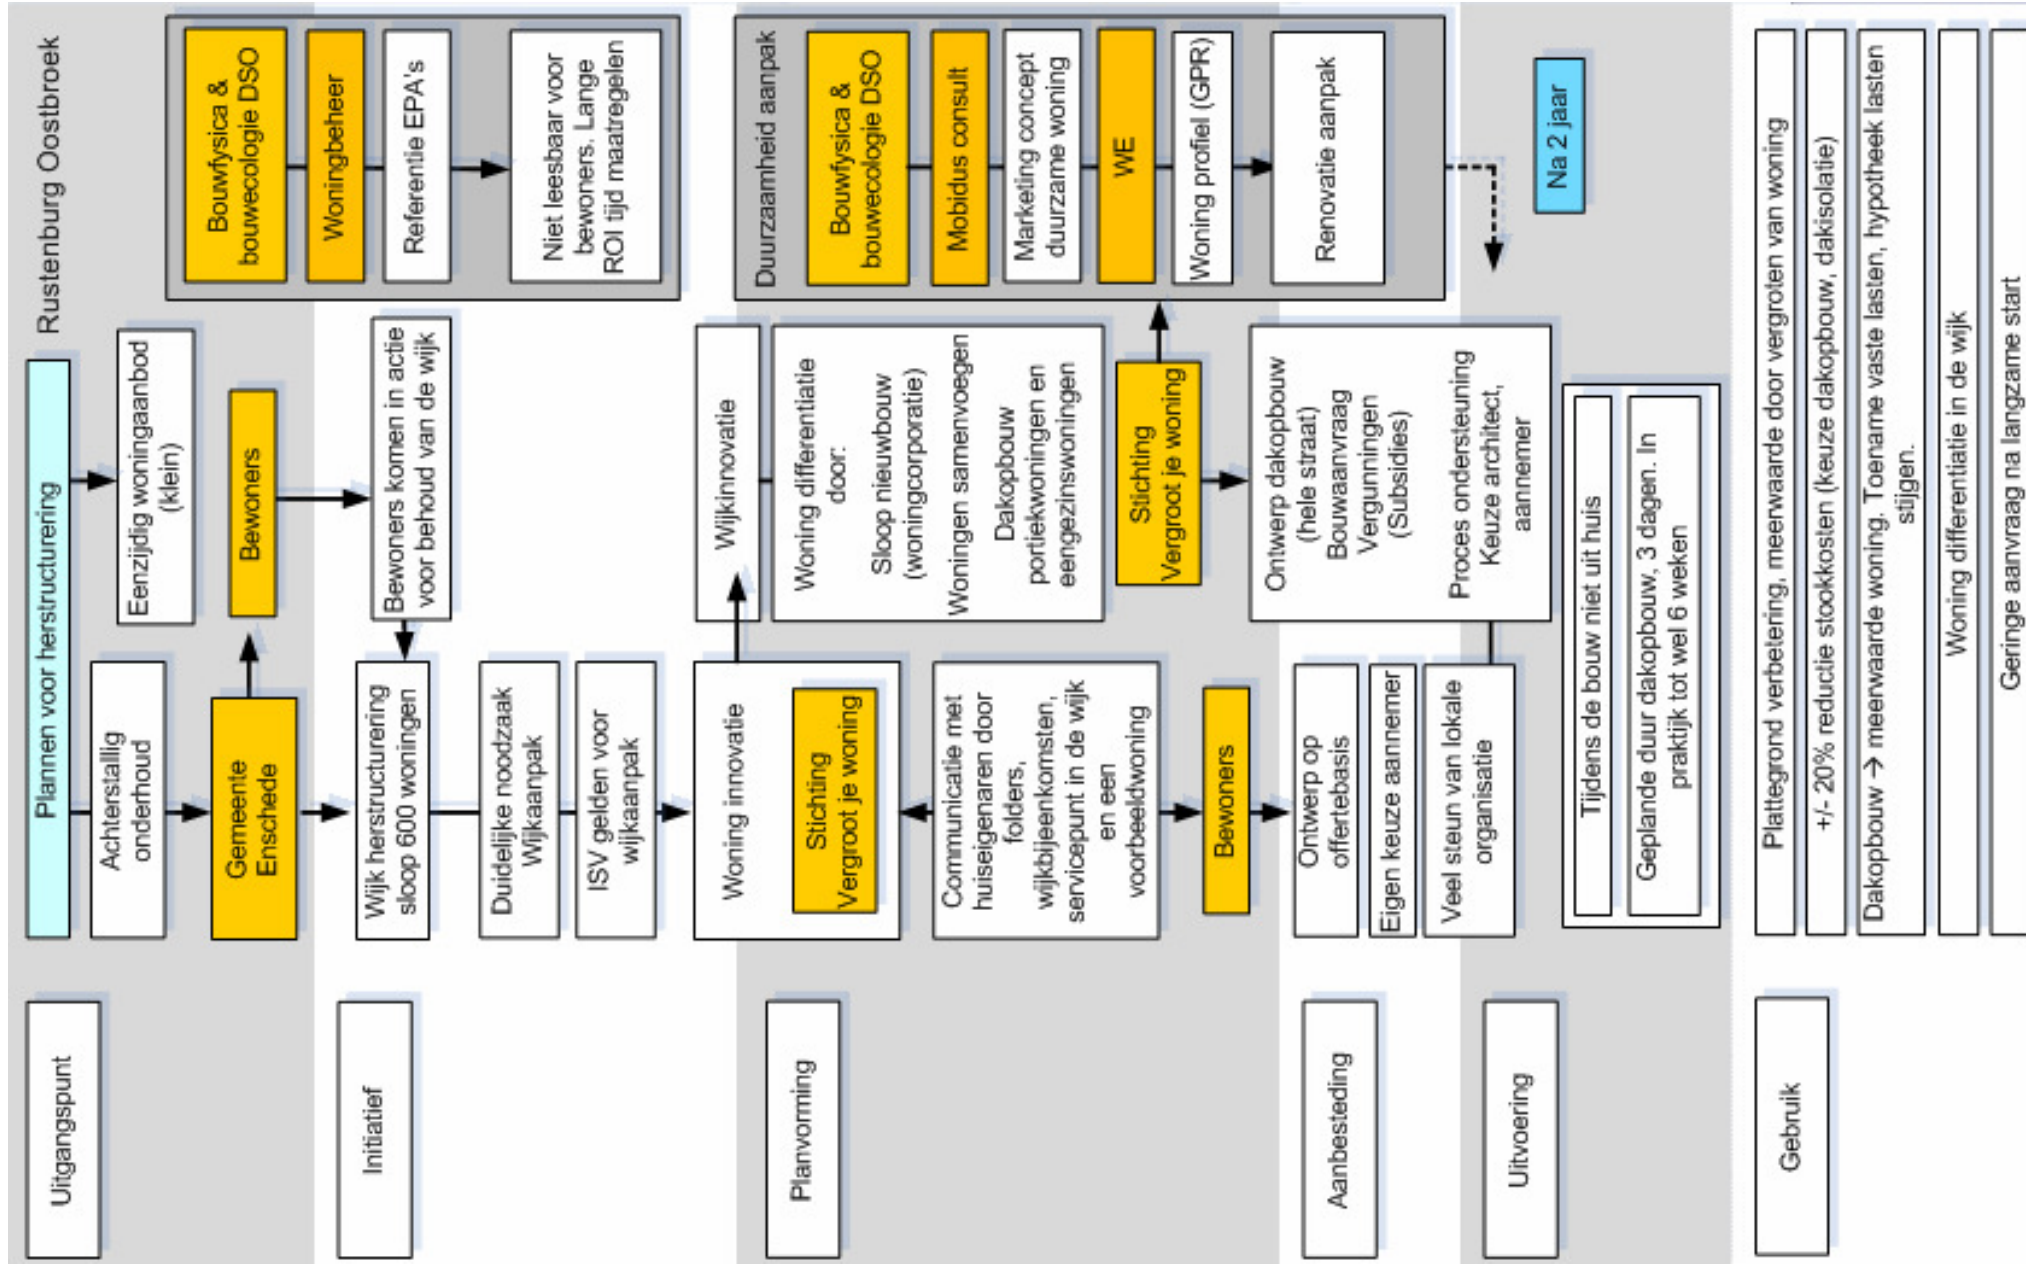 Rustenburg Oostbroek
Uitgangspunt
Plannen voor herstructurering
Achterstallig
onderhoud
Eenzijdig woningaanbod
(klein)
Gemeente
Enschede
Bewoners
Bouwfysica &
bouwecologie DSO
Woningbeheer
Referentie EPA's
Niet leesbaar voor
bewoners. Lange
ROI tijd maatregelen
Initiatief
Wijk herstructurering
sloop 600 woningen
Bewoners komen in actie
voor behoud van de wijk
Duidelijke noodzaak
Wijkaanpak
ISV gelden voor
wijkaanpak
Planvorming
Woning innovatie
Stichting
Vergroot je woning
Wijkinnovatie
Woning differentiatie
door:
Sloop nieuwbouw
(woningcorporatie)
Woningen samenvoegen
Dakopbouw
portiekwoningen en
eengezinswoningen
Communicatie met
huiseigenaren door
folders,
wijkbijeenkomsten,
servicepunt in de wijk
en een
voorbeeldwoning
Stichting
Vergroot je woning
Bewoners
Duurzaamheid aanpak
Bouwfysica &
bouwecologie DSO
Mobidus consult
Marketing concept
duurzame woning
WE
Woning profiel (GPR)
Renovatie aanpak
Aanbesteding
Ontwerp op
offertebasis
Eigen keuze aannemer
Veel steun van lokale
organisatie
Ontwerp dakopbouw
(hele straat)
Bouwaanvraag
Vergunningen
(Subsidies)
Proces ondersteuning
Keuze architect,
aannemer
Uitvoering
Tijdens de bouw niet uit huis
Geplande duur dakopbouw, 3 dagen. In
praktijk tot wel 6 weken
Na 2 jaar
Gebruik
Plattegrond verbetering, meerwaarde door vergroten van woning
+/- 20% reductie stookkosten (keuze dakopbouw, dakisolatie)
Dakopbouw → meerwaarde woning. Toename vaste lasten, hypotheek lasten
stijgen.
Woning differentiatie in de wijk
Geringe aanvraag na langzame start